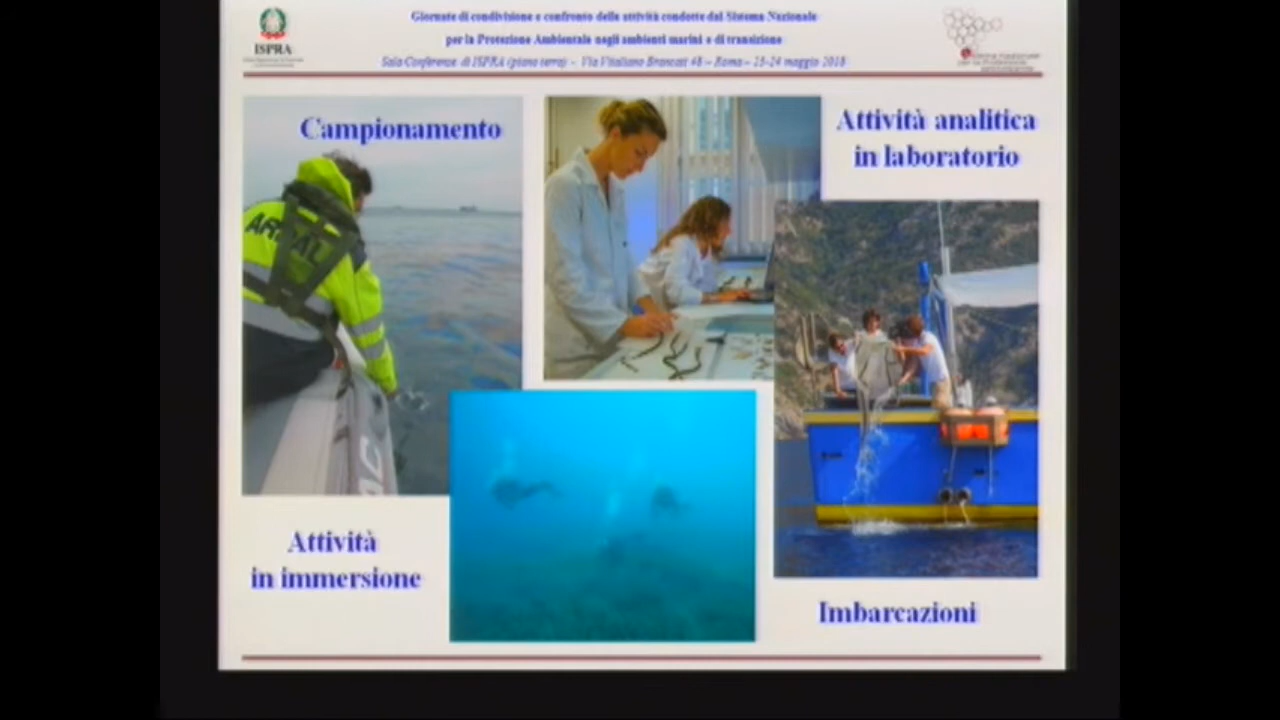 Giornate di condivisione e confronto delle attività condotte dal Sistema Nazionale
per la Protezione Ambientale negli ambienti marini e di transizione
Sala Conferenze di ISPRA (piano terra) - Via Vitaliano Brancati 48 – Roma – 23-24 maggio 2018
ISPRA
Campionamento
Attività analitica
in laboratorio
Attività
in immersione
Imbarcazioni